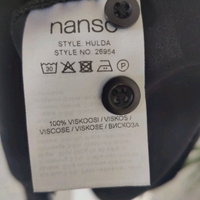 nanso
STYLE: HULDA
STYLE NO. 26954
30 P
100% VISKOOSI / VISKOS /
VISCOSE / VISKOSE / ВИСКОЗА